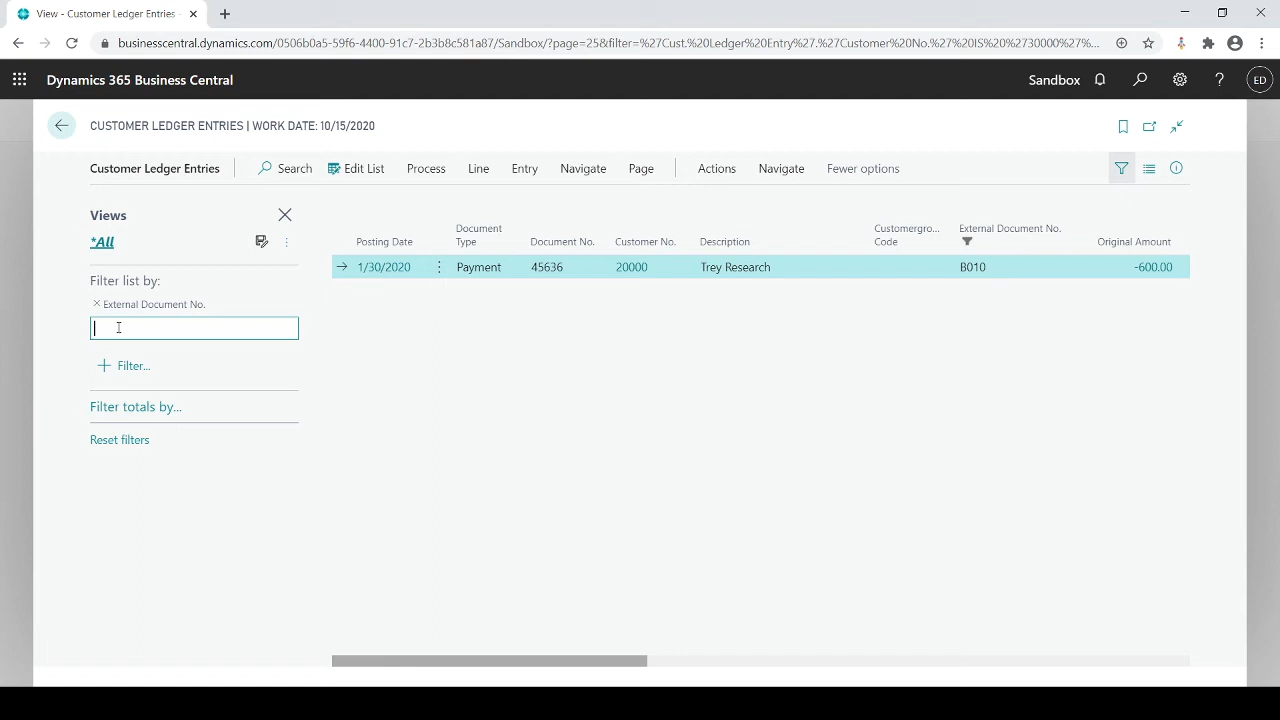 View - Customer Ledger Entries -
businesscentral.dynamics.com/0506b0a5-59f6-4400-91c7-2b3b8c581a87/Sandbox/?page=25&filter=%27Cust.%20Ledger%20Entry%27.%27Customer%20No.%27%20IS%20%2730000%27%...
Dynamics 365 Business Central
Sandbox
ED
CUSTOMER LEDGER ENTRIES | WORK DATE: 10/15/2020
Customer Ledger Entries
Search
Edit List
Process
Line
Entry
Navigate
Page
Actions
Navigate
Fewer options
Views
*All
Filter list by:
× External Document No.
+ Filter...
Filter totals by...
Reset filters
Posting Date
Document
Type
Document No.
Customer No.
Description
Customergro...
Code
External Document No.
Original Amount
1/30/2020
Payment
45636
20000
Trey Research
B010
-600.00